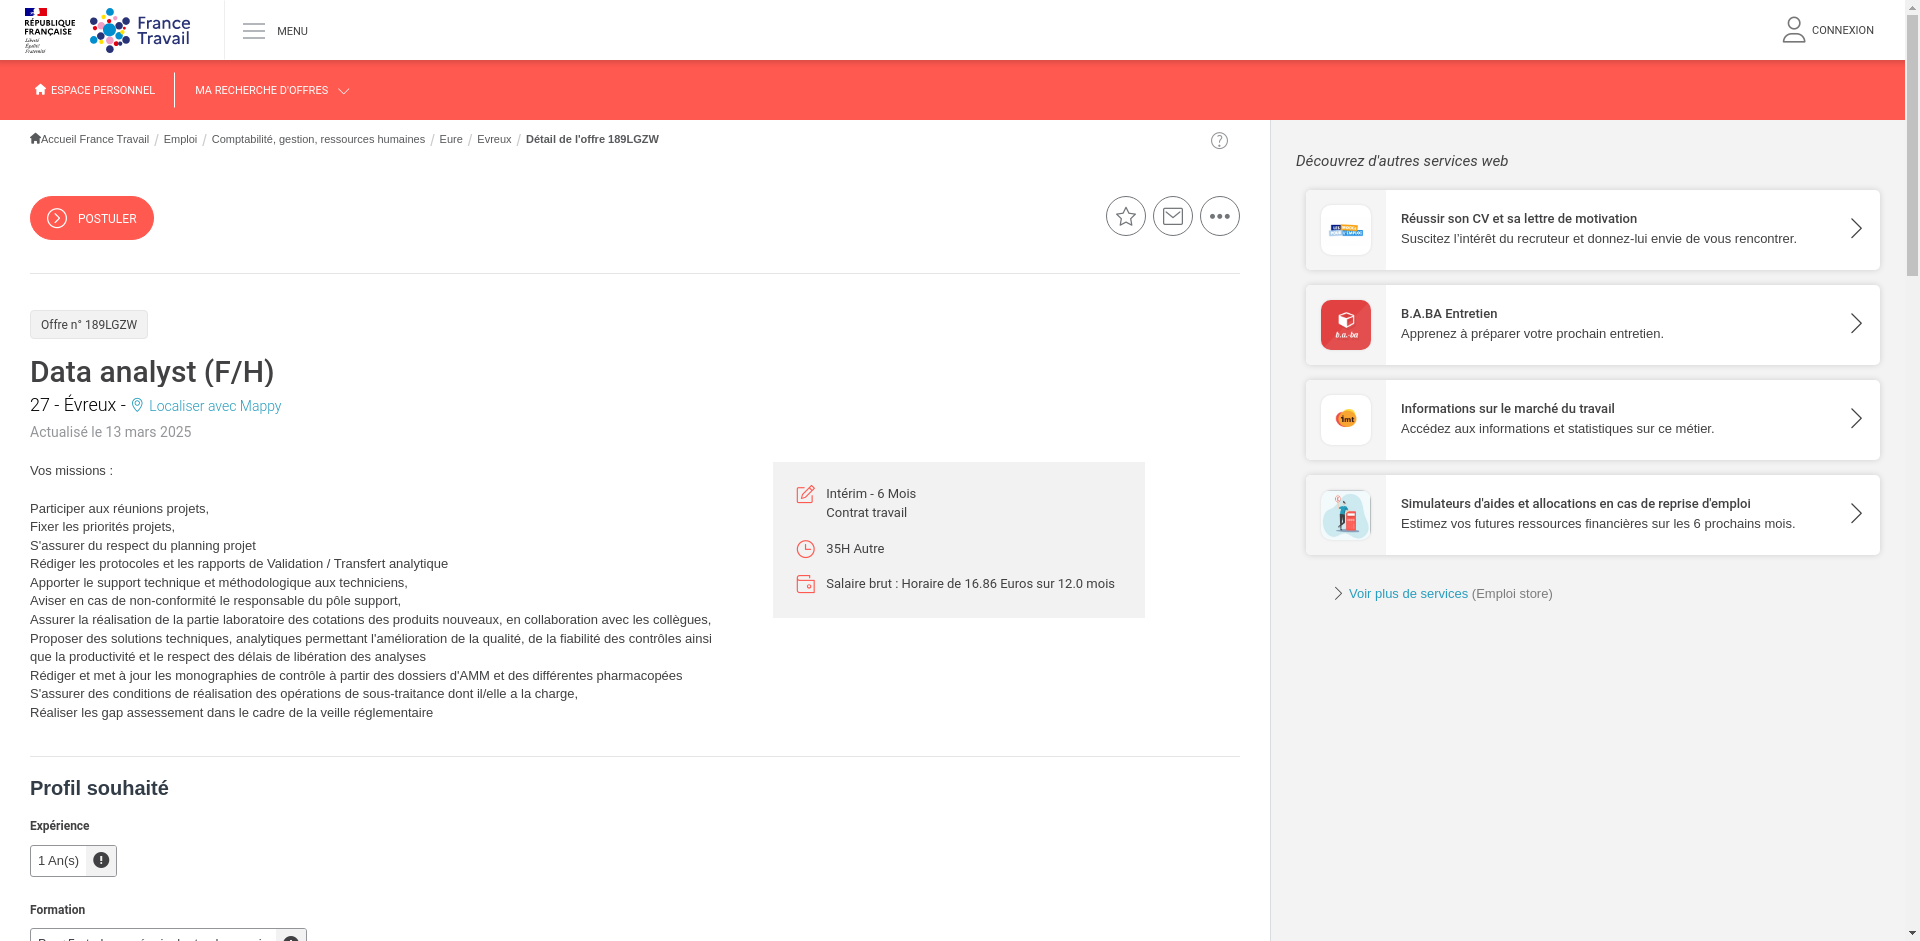 RÉPUBLIQUE
FRANÇAISE
Liberté
Égalité
Fraternité
France
Travail
MENU
CONNEXION
ESPACE PERSONNEL
MA RECHERCHE D'OFFRES
Accueil France Travail / Emploi / Comptabilité, gestion, ressources humaines / Eure / Evreux / Détail de l'offre 189LGZW
POSTULER
Offre n° 189LGZW
Data analyst (F/H)
27 - Évreux - Localiser avec Mappy
Actualisé le 13 mars 2025
Vos missions :
Participer aux réunions projets,
Fixer les priorités projets,
S'assurer du respect du planning projet
Rédiger les protocoles et les rapports de Validation / Transfert analytique
Apporter le support technique et méthodologique aux techniciens,
Aviser en cas de non-conformité le responsable du pôle support,
Assurer la réalisation de la partie laboratoire des cotations des produits nouveaux, en collaboration avec les collègues,
Proposer des solutions techniques, analytiques permettant l'amélioration de la qualité, de la fiabilité des contrôles ainsi
que la productivité et le respect des délais de libération des analyses
Rédiger et met à jour les monographies de contrôle à partir des dossiers d'AMM et des différentes pharmacopées
S'assurer des conditions de réalisation des opérations de sous-traitance dont il/elle a la charge,
Réaliser les gap assessement dans le cadre de la veille réglementaire
Intérim - 6 Mois
Contrat travail
35H Autre
Salaire brut : Horaire de 16.86 Euros sur 12.0 mois
Profil souhaité
Expérience
1 An(s)
Formation
Découvrez d'autres services web
Réussir son CV et sa lettre de motivation
Suscitez l'intérêt du recruteur et donnez-lui envie de vous rencontrer.
b.a.-ba
B.A.BA Entretien
Apprenez à préparer votre prochain entretien.
1mt
Informations sur le marché du travail
Accédez aux informations et statistiques sur ce métier.
Simulateurs d'aides et allocations en cas de reprise d'emploi
Estimez vos futures ressources financières sur les 6 prochains mois.
Voir plus de services (Emploi store)